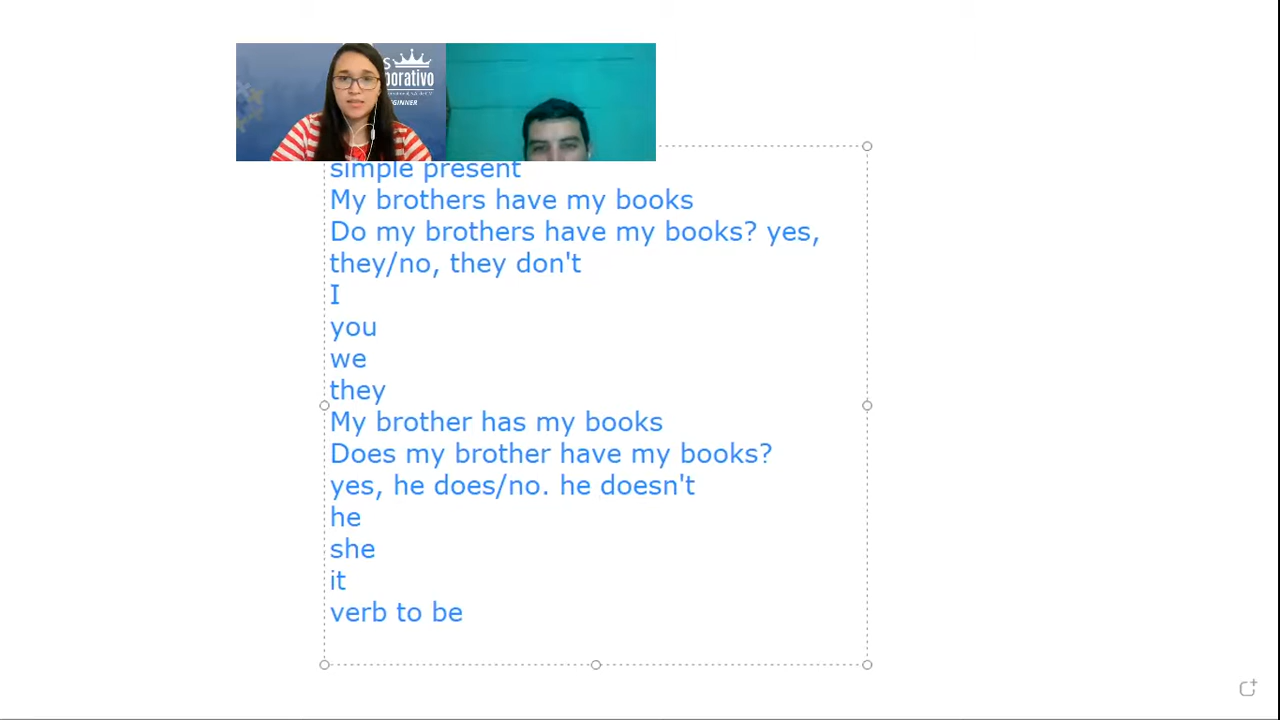 S
porativo
GINNER
simple present
My brothers have my books
Do my brothers have my books? yes,
they/no, they don't
I
you
we
they
My brother has my books
Does my brother have my books?
yes, he does/no. he doesn't
he
she
it
verb to be